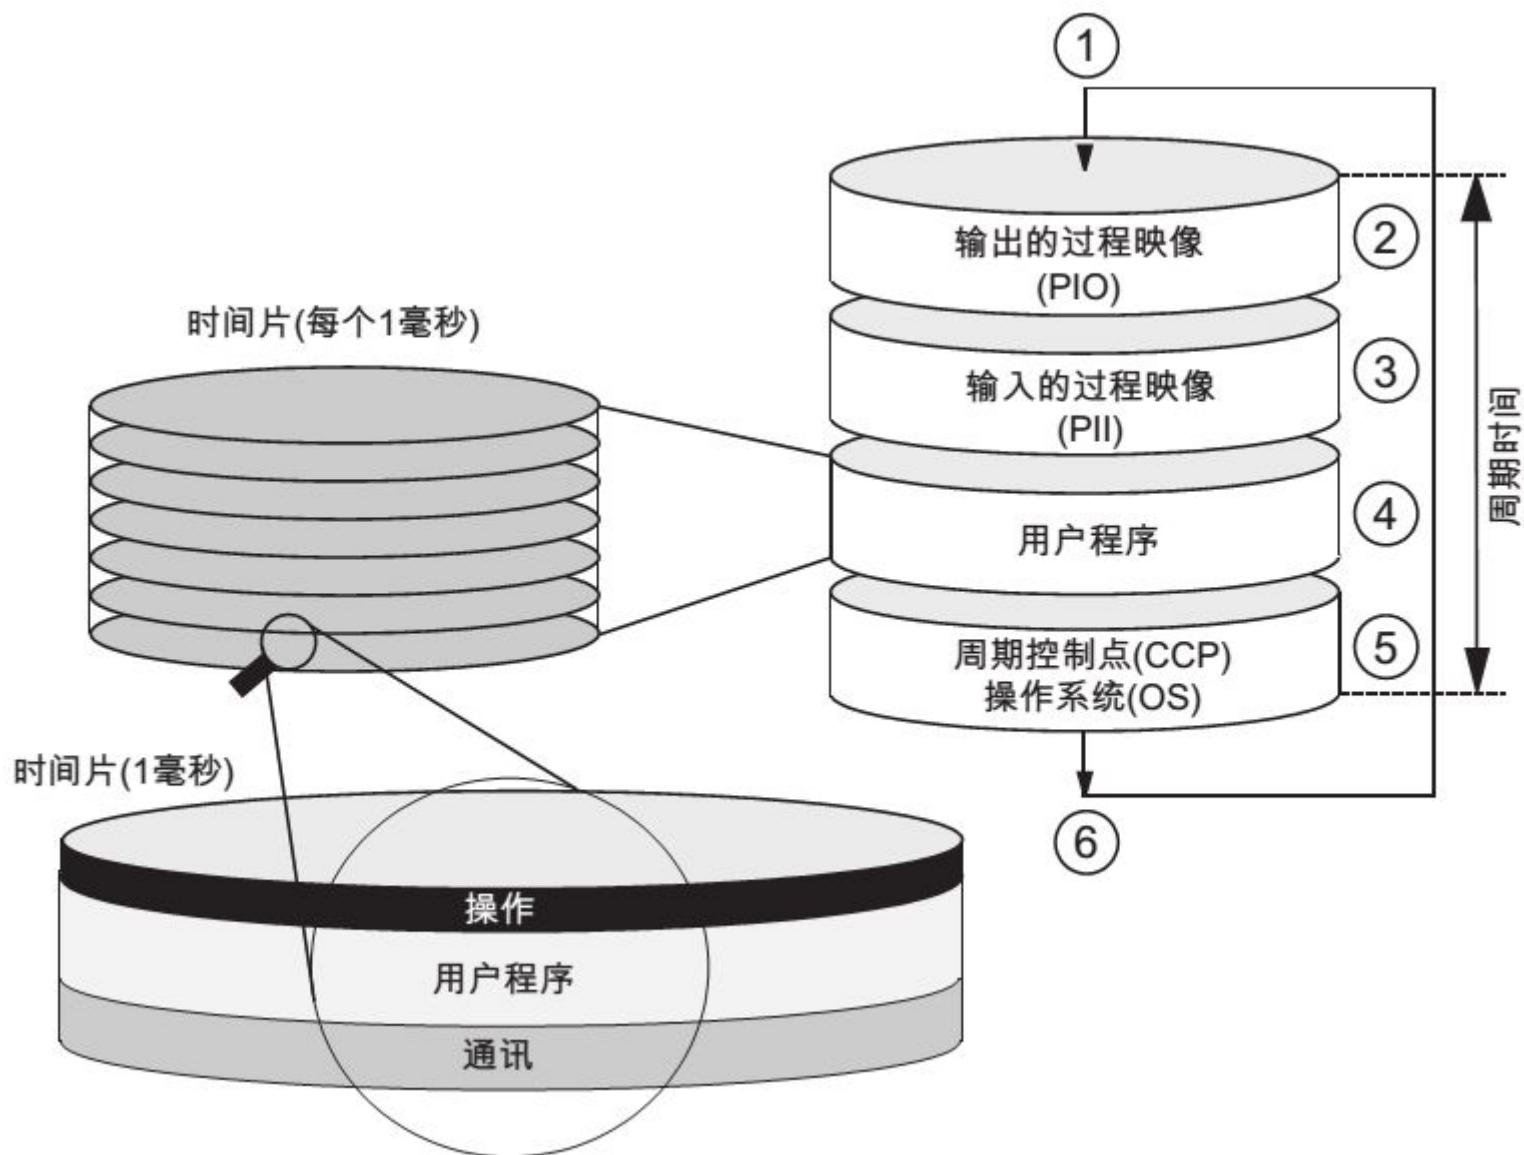 ①
输出的过程映像
(PIO)
②
时间片(每个1毫秒)
输入的过程映像
(PII)
③
用户程序
④
周期控制点(CCP)
操作系统(OS)
⑤
周期时间
⑥
时间片(1毫秒)
操作
用户程序
通讯